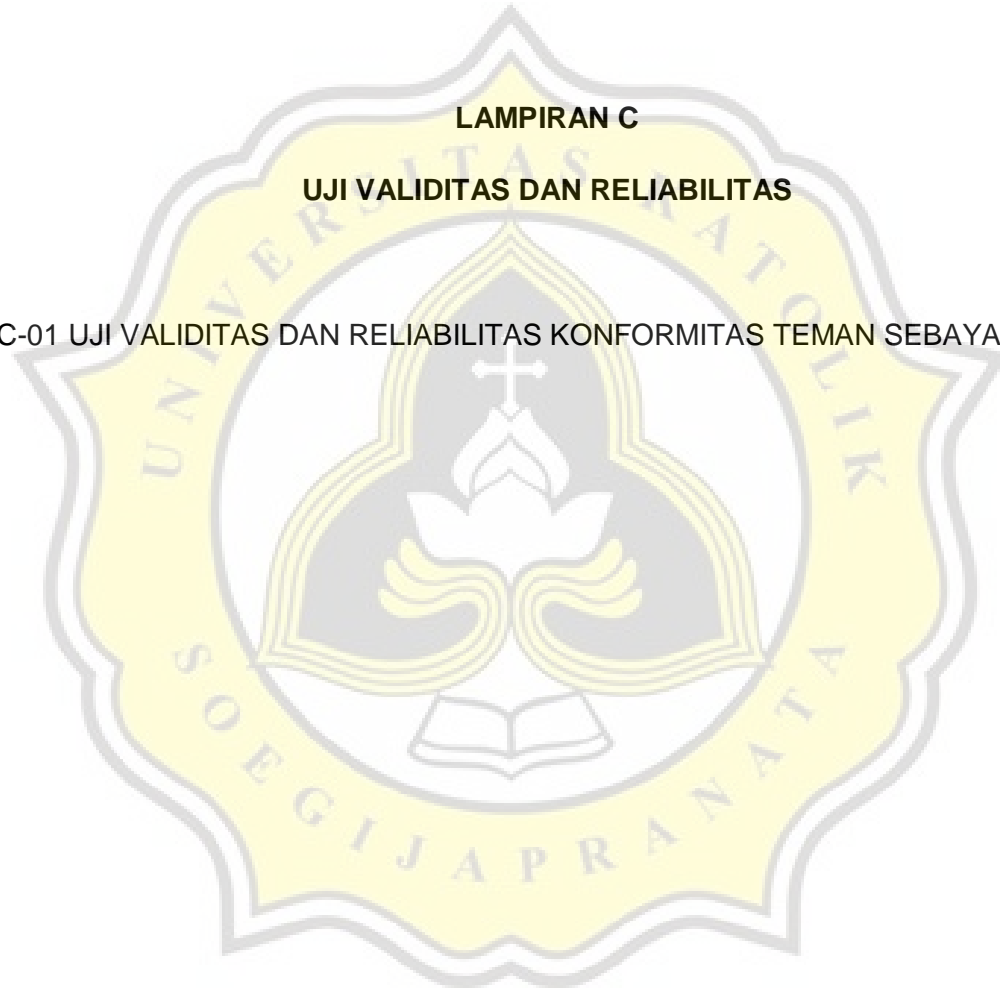 LAMPIRAN C
UJI VALIDITAS DAN RELIABILITAS
C-01 UJI VALIDITAS DAN RELIABILITAS KONFORMITAS TEMAN SEBAYA
UNIVERSITAS KATOLIK
SOEGIJAPRANATA